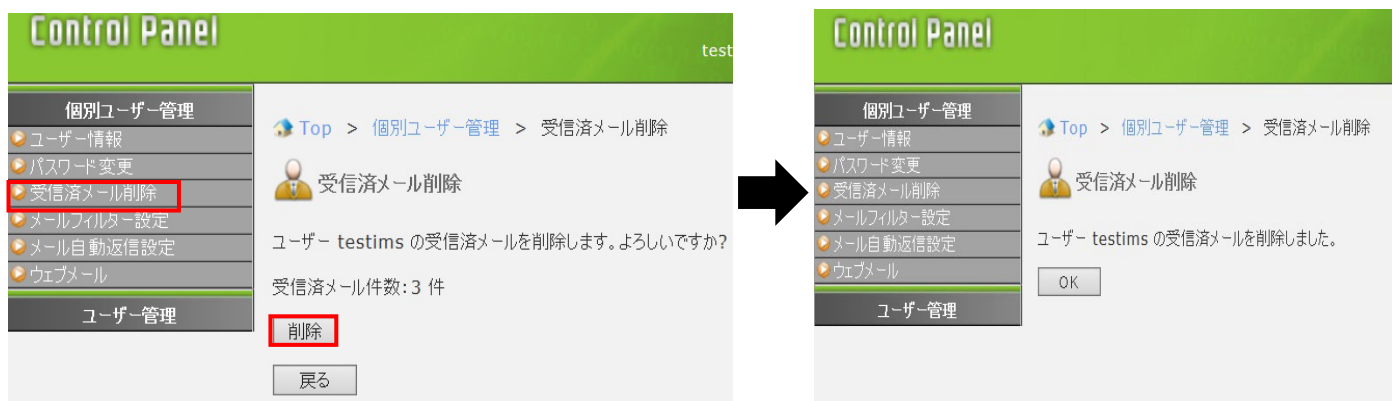 Control Panel
test
個別ユーザー管理
ユーザー情報
パスワード変更
受信済メール削除
メールフィルター設定
メール自動返信設定
ウェブメール
ユーザー管理
Top > 個別ユーザー管理 > 受信済メール削除
受信済メール削除
ユーザー testims の受信済メールを削除します。よろしいですか?
受信済メール件数:3 件
削除
戻る
Control Panel
個別ユーザー管理
ユーザー情報
パスワード変更
受信済メール削除
メールフィルター設定
メール自動返信設定
ウェブメール
ユーザー管理
Top > 個別ユーザー管理 > 受信済メール削除
受信済メール削除
ユーザー testims の受信済メールを削除しました。
OK